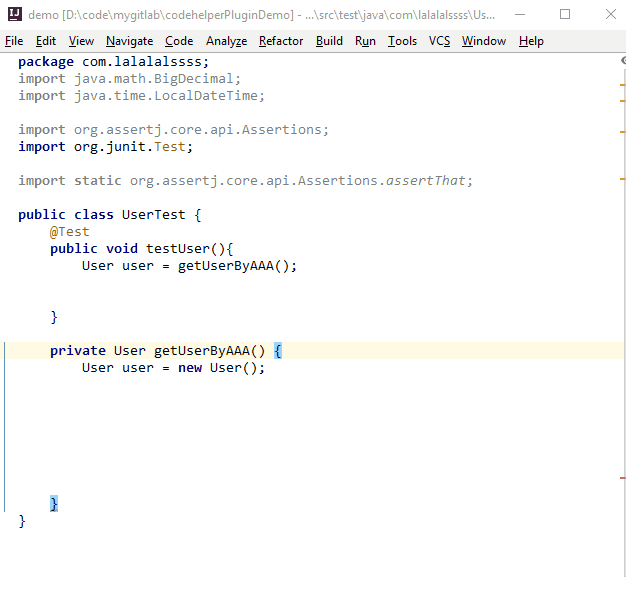 IJ demo [D:\code\mygitlab\codehelperPluginDemo] - ...\src\test\java\com\lalalalssss\Us...
File Edit View Navigate Code Analyze Refactor Build Run Tools VCS Window Help
package com.lalalalssss;
import java.math.BigDecimal;
import java.time.LocalDateTime;
import org.assertj.core.api.Assertions;
import org.junit.Test;
import static org.assertj.core.api.Assertions.assertThat;
public class UserTest {
@Test
public void testUser(){
User user = getUserByAAA();
}
private User getUserByAAA() {
User user = new User();
}
}